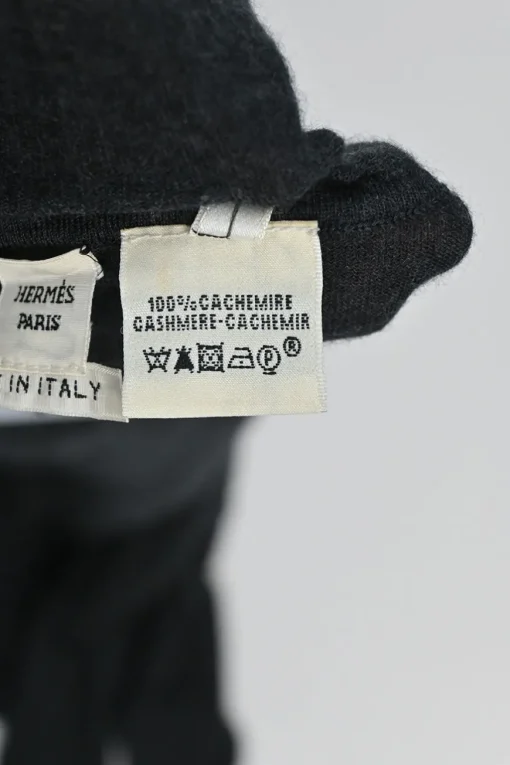 HERMÈS
PARIS
IN ITALY
100% CACHEMIRE
CASHMERE-CACHEMIR
P ®